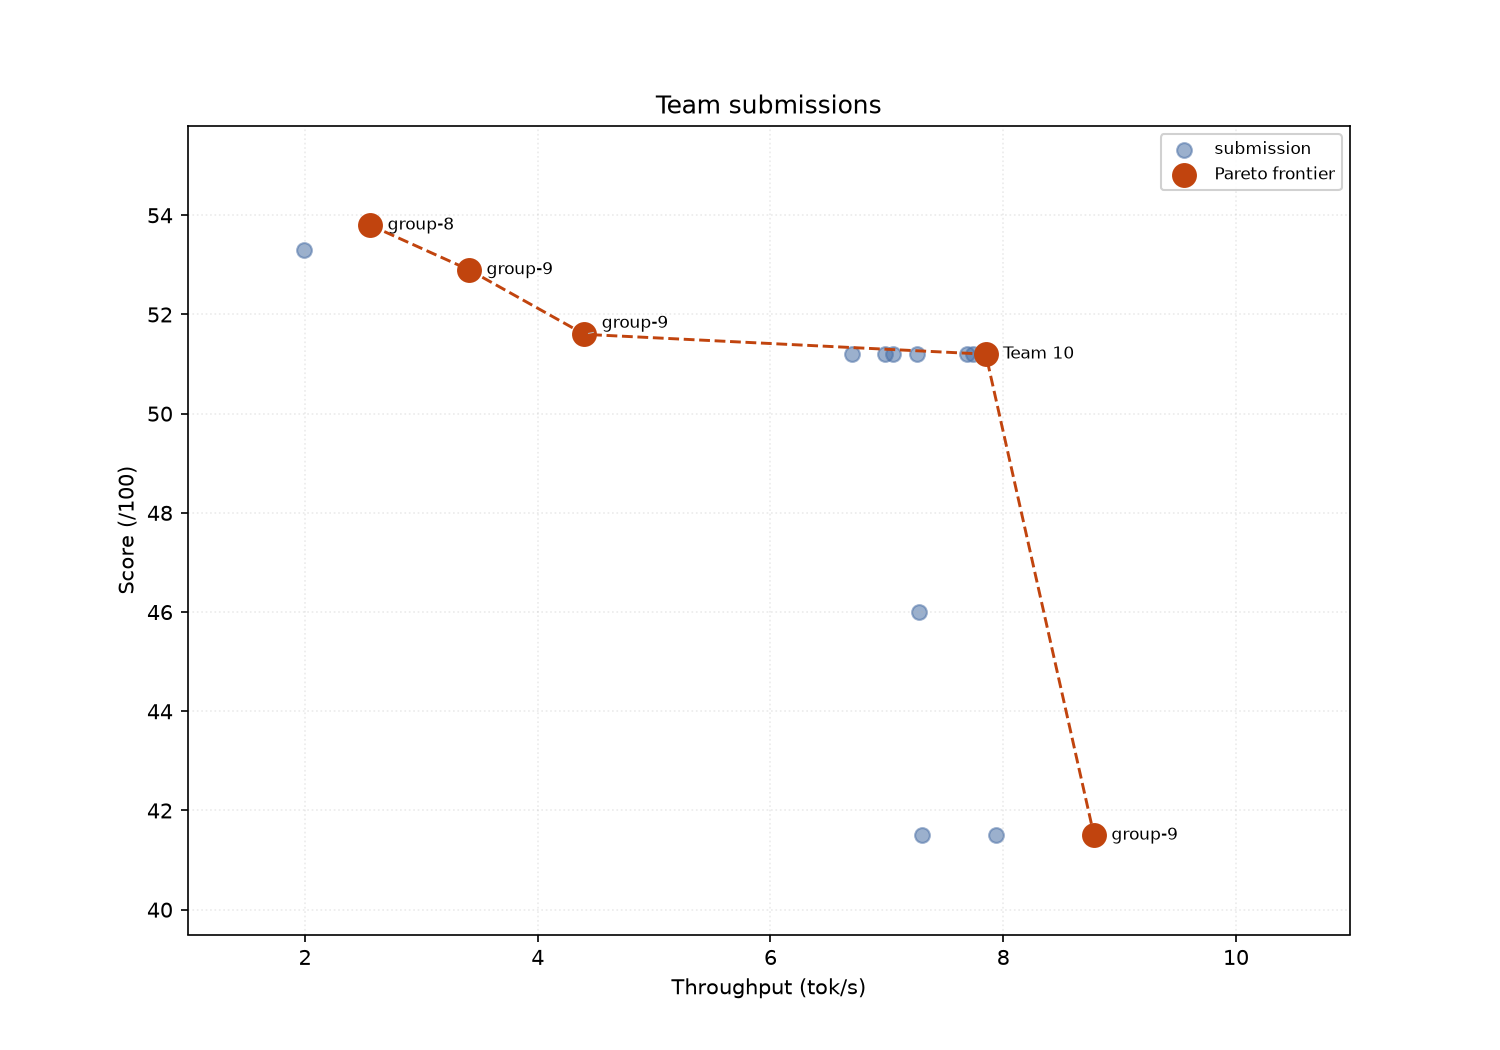 Team submissions
submission
Pareto frontier
54
52
50
48
46
44
42
40
Score (/100)
group-8
group-9
group-9
Team 10
group-9
2
4
6
8
10
Throughput (tok/s)